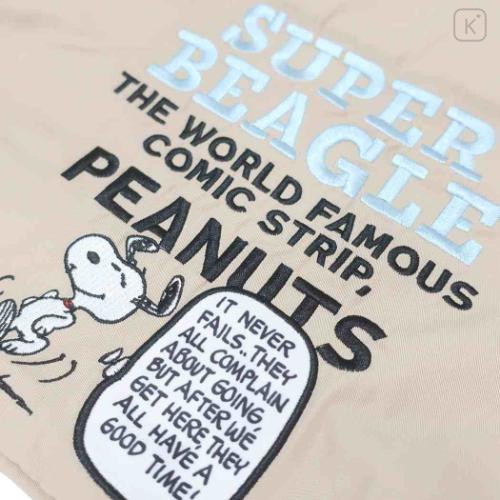 SUPER
BEAGLE
THE WORLD FAMOUS
COMIC STRIP,
PEANUTS
IT NEVER
FAILS..THEY
ALL COMPLAIN
ABOUT GOING,
BUT AFTER WE
GET HERE, THEY
ALL HAVE A
GOOD TIME!
K